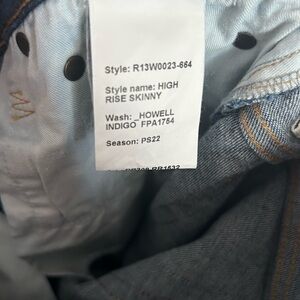 Style: R13W0023-664
Style name: HIGH
RISE SKINNY
Wash: _HOWELL
INDIGO FPA1754
Season: PS22